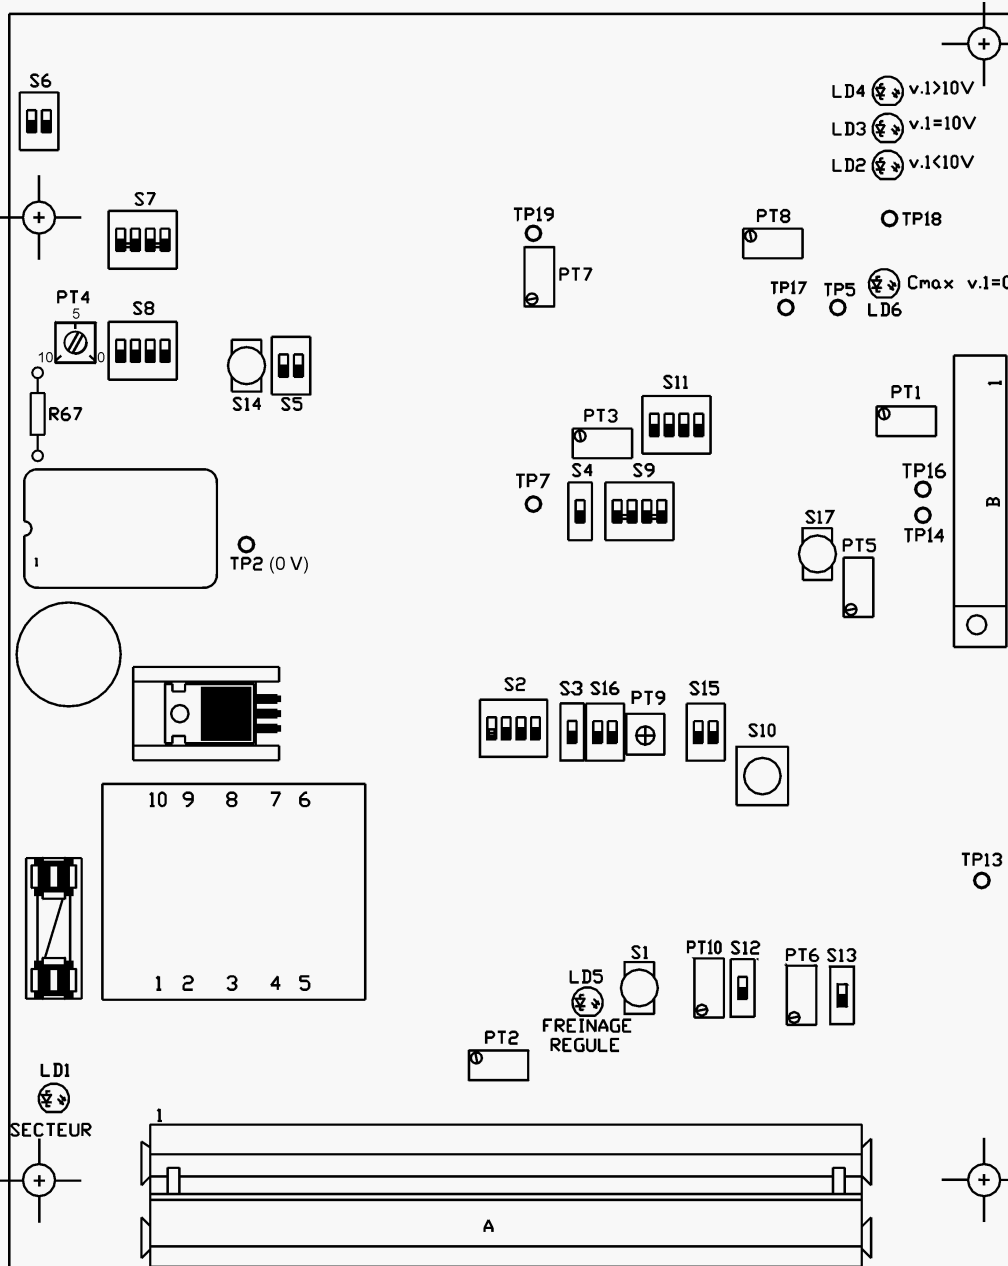 S6
LD4 v.1>10V
LD3 v.1=10V
LD2 v.1<10V
S7
TP19
PT8
TP18
PT7
TP17 TP5
Cmax v.1=0
LD6
PT4
5
10 0
S8
S14 S5
R67
S11
PT3
PT1
1
TP7
S4 S9
TP16
B
S17
TP14
PT5
1
TP2 (0 V)
S2 S3 S16 PT9 S15
S10
10 9 8 7 6
TP13
1 2 3 4 5
LD5
S1
PT10 S12 PT6 S13
FREINAGE
REGULE
PT2
LD1
SECTEUR
1
A